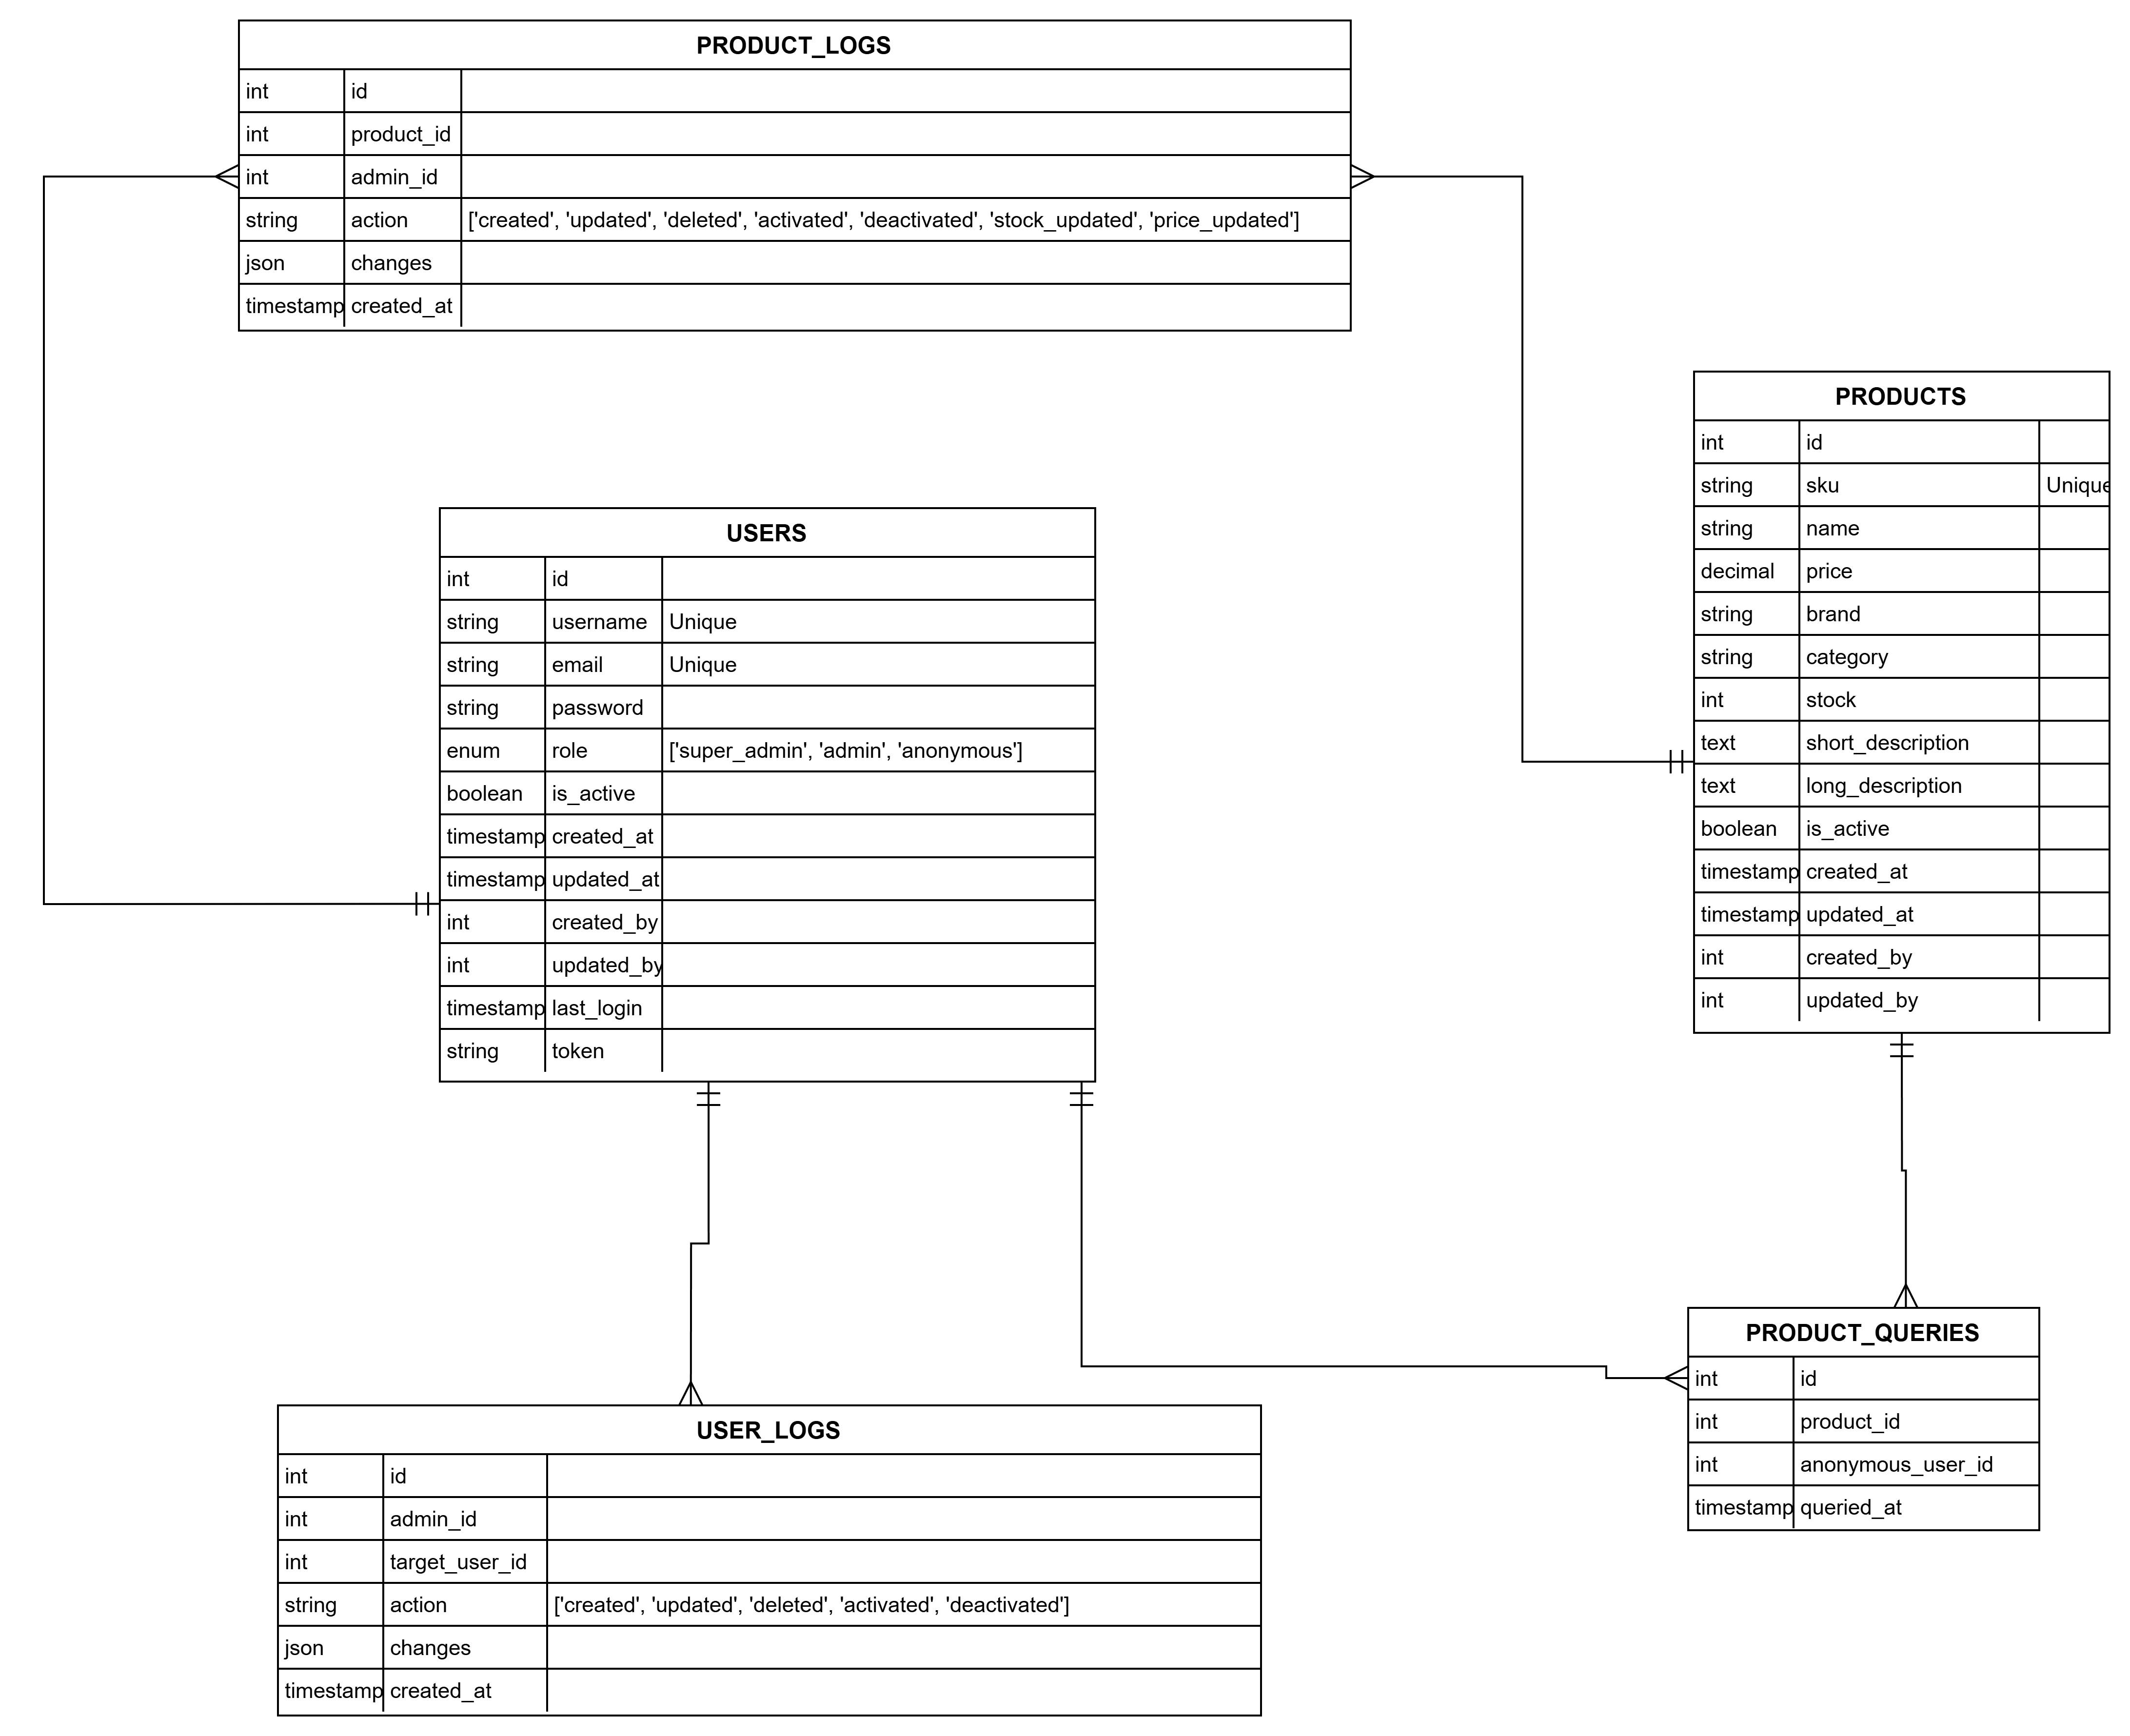 PRODUCT_LOGS
int id
int product_id
int admin_id
string action ['created', 'updated', 'deleted', 'activated', 'deactivated', 'stock_updated', 'price_updated']
json changes
timestamp created_at
PRODUCTS
int id
string sku Unique
string name
decimal price
string brand
string category
int stock
text short_description
text long_description
boolean is_active
timestamp created_at
timestamp updated_at
int created_by
int updated_by
USERS
int id
string username Unique
string email Unique
string password
enum role ['super_admin', 'admin', 'anonymous']
boolean is_active
timestamp created_at
timestamp updated_at
int created_by
int updated_by
timestamp last_login
string token
PRODUCT_QUERIES
int id
int product_id
int anonymous_user_id
timestamp queried_at
USER_LOGS
int id
int admin_id
int target_user_id
string action ['created', 'updated', 'deleted', 'activated', 'deactivated']
json changes
timestamp created_at